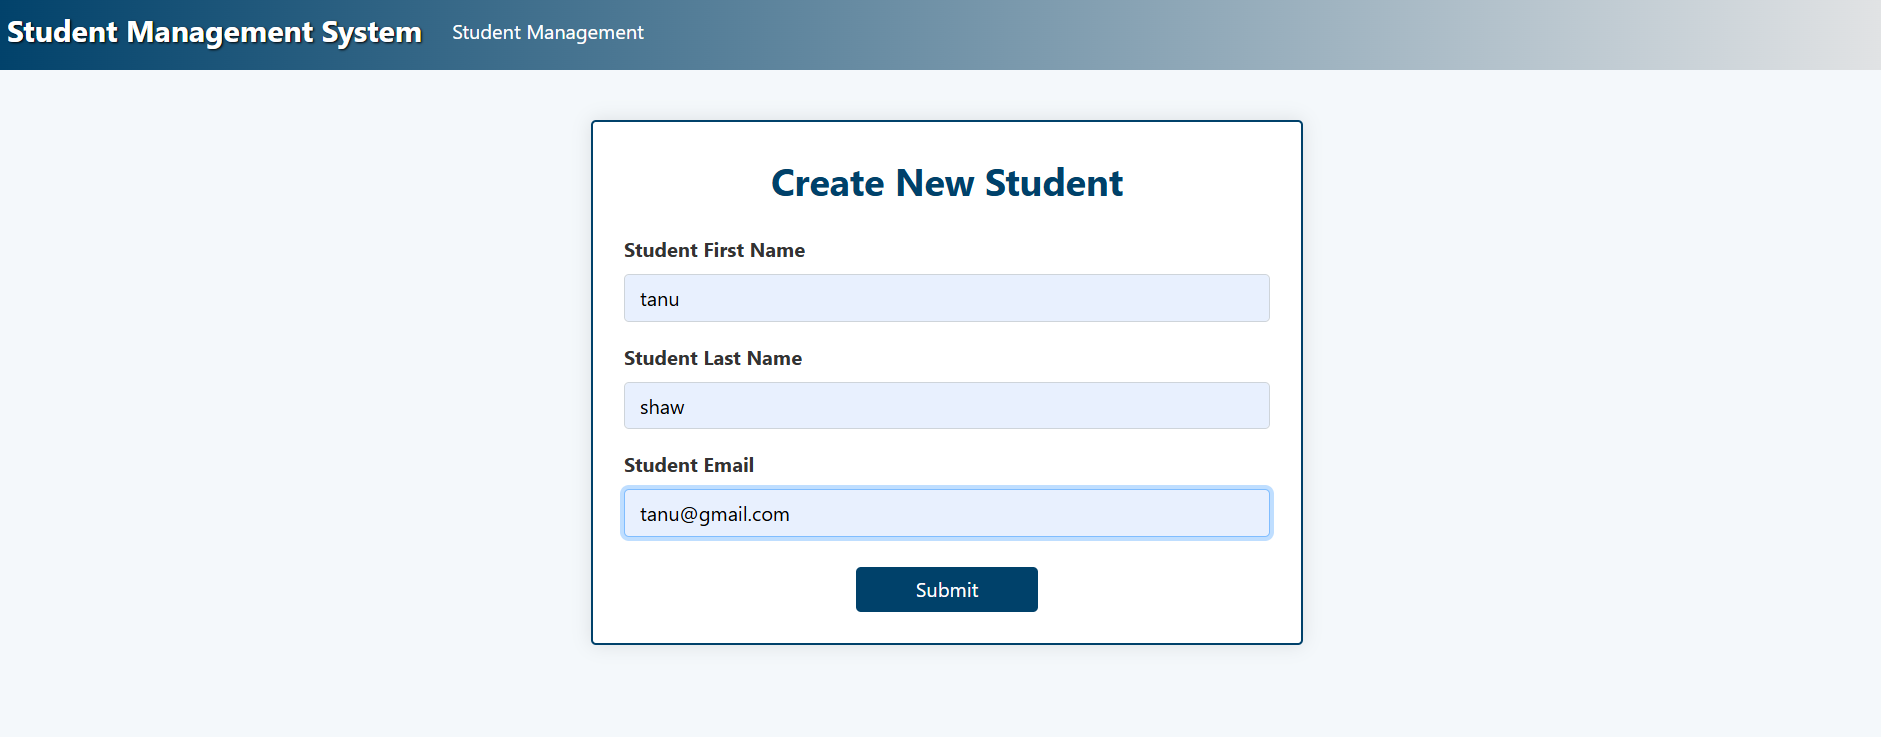 Student Management System Student Management
Create New Student
Student First Name
tanu
Student Last Name
shaw
Student Email
tanu@gmail.com
Submit